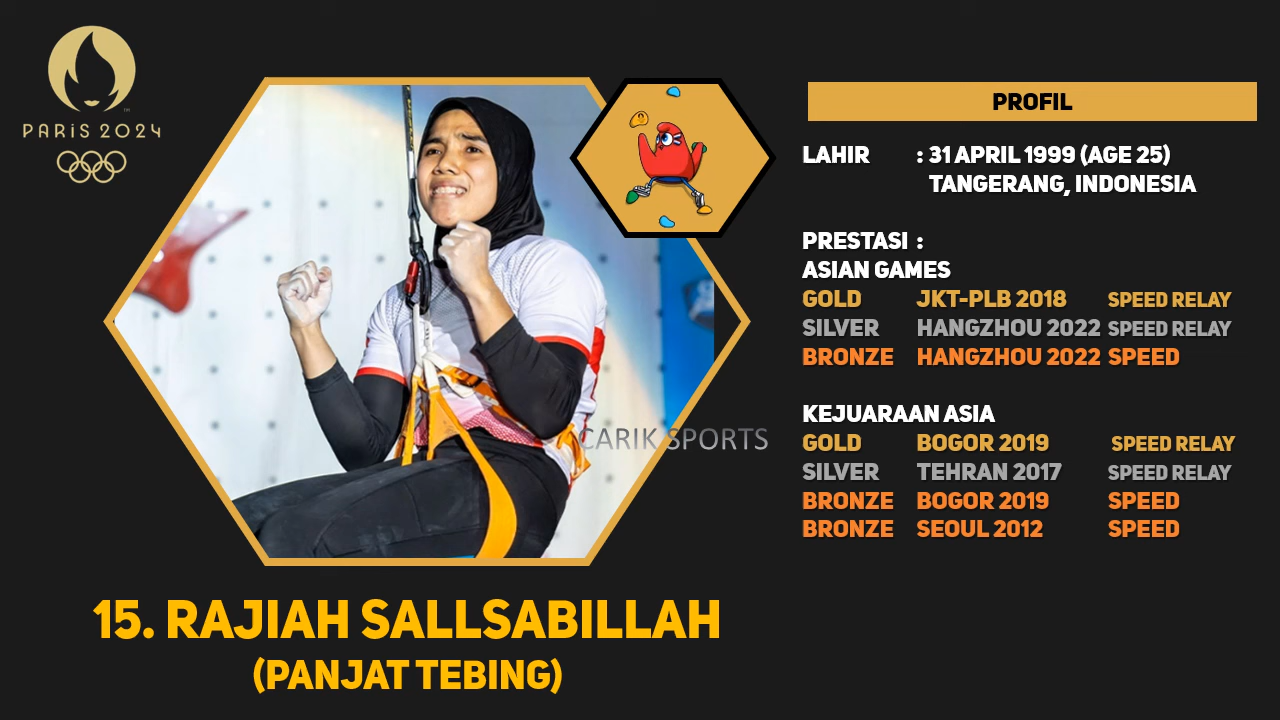 PARIS 2024
PROFIL
LAHIR : 31 APRIL 1999 (AGE 25)
TANGERANG, INDONESIA
PRESTASI :
ASIAN GAMES
GOLD JKT-PLB 2018 SPEED RELAY
SILVER HANGZHOU 2022 SPEED RELAY
BRONZE HANGZHOU 2022 SPEED
KEJUARAAN ASIA
GOLD BOGOR 2019 SPEED RELAY
SILVER TEHRAN 2017 SPEED RELAY
BRONZE BOGOR 2019 SPEED
BRONZE SEOUL 2012 SPEED
CARIK SPORTS
15. RAJIAH SALLSABILLAH
(PANJAT TEBING)